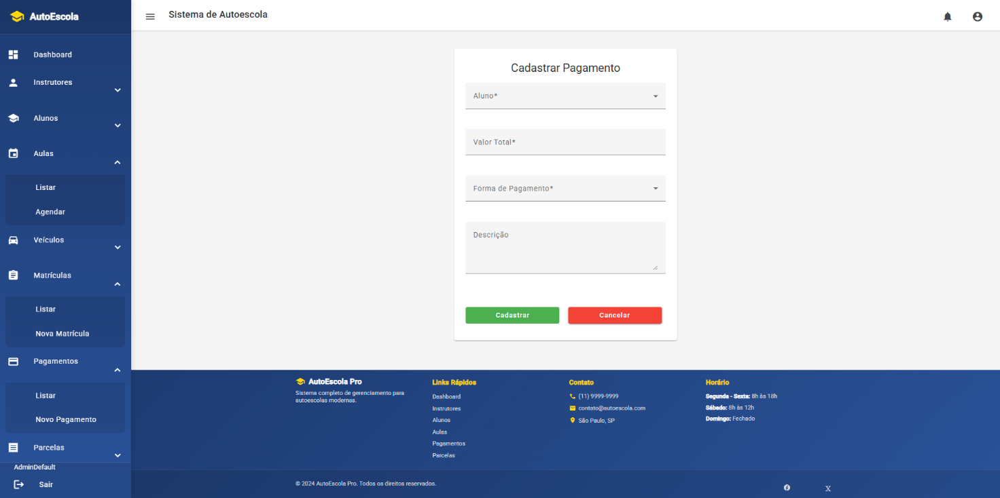 AutoEscola
Sistema de Autoescola
Dashboard
Instrutores
Alunos
Aulas
Listar
Agendar
Veículos
Matrículas
Listar
Nova Matrícula
Pagamentos
Listar
Novo Pagamento
Parcelas
AdminDefault
Sair
Cadastrar Pagamento
Aluno*
Valor Total*
Forma de Pagamento*
Descrição
Cadastrar
Cancelar
AutoEscola Pro
Sistema completo de gerenciamento para
autoescolas modernas.
Links Rápidos
Dashboard
Instrutores
Alunos
Aulas
Pagamentos
Parcelas
Contato
(11) 9999-9999
contato@autoescola.com
São Paulo, SP
Horário
Segunda - Sexta: 8h às 18h
Sábado: 8h às 12h
Domingo: Fechado
© 2024 AutoEscola Pro. Todos os direitos reservados.
X